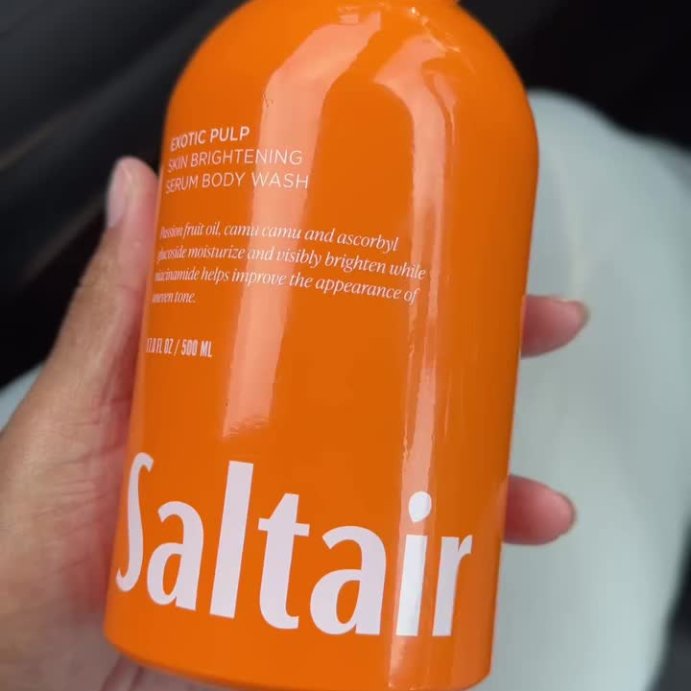 EXOTIC PULP
SKIN BRIGHTENING
SERUM BODY WASH
Passion fruit oil, camu camu and ascorbyl
glucoside moisturize and visibly brighten while
niacinamide helps improve the appearance of
uneven tone.
17.0 FL OZ / 500 ML
Saltair